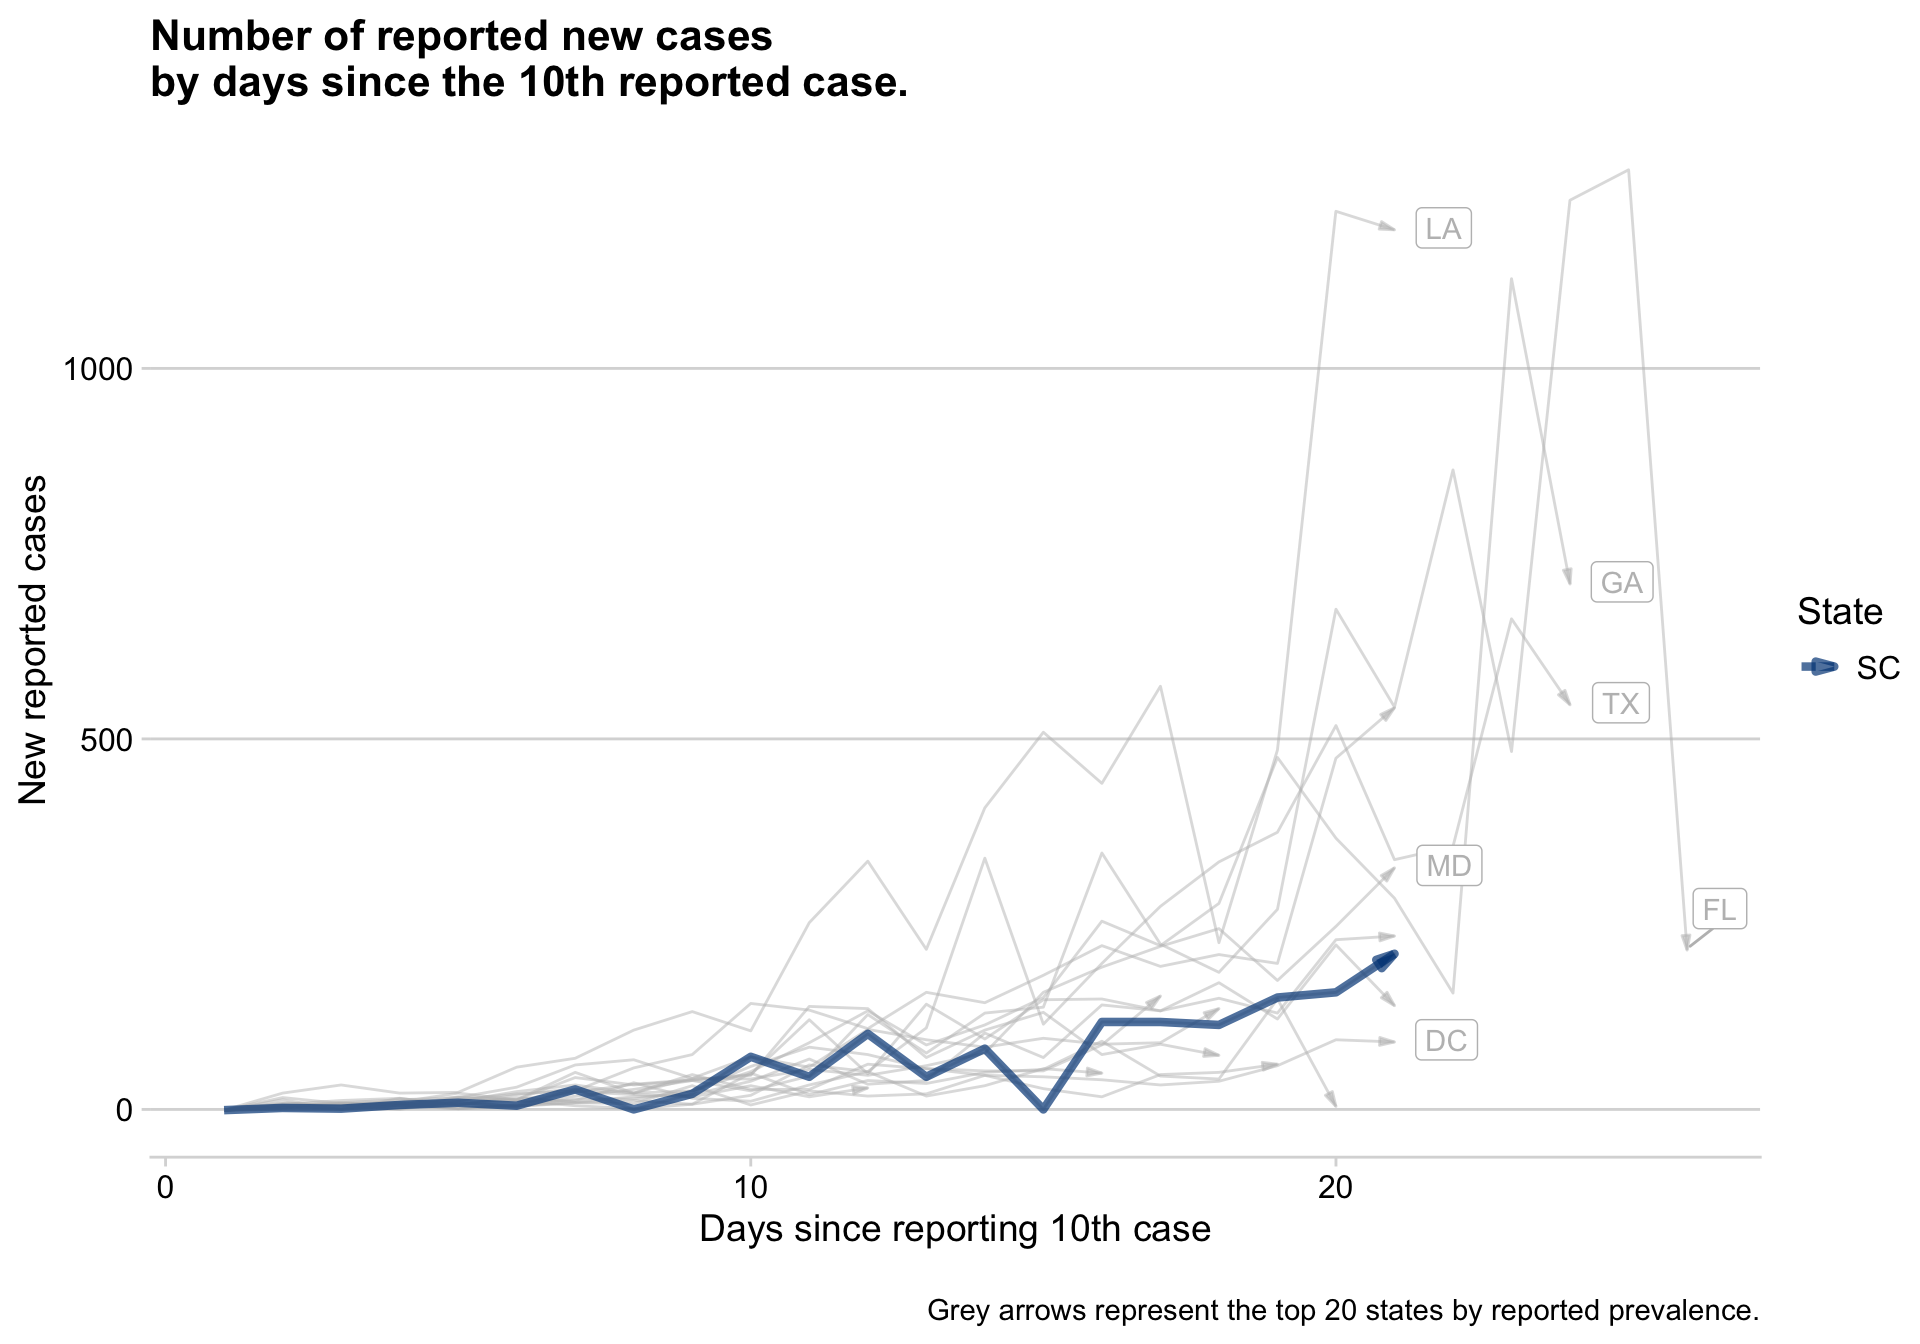 Number of reported new cases
by days since the 10th reported case.
New reported cases
1000
500
0
LA
GA
TX
MD
FL
DC
State
SC
0
10
20
Days since reporting 10th case
Grey arrows represent the top 20 states by reported prevalence.